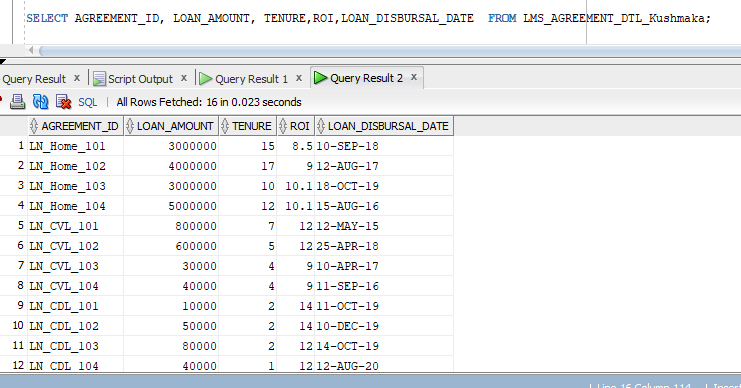 SELECT AGREEMENT_ID, LOAN_AMOUNT, TENURE,ROI,LOAN_DISBURSAL_DATE  FROM LMS_AGREEMENT_DTL_Kushmaka;
Query Result x Script Output x Query Result 1 x Query Result 2 x
SQL | All Rows Fetched: 16 in 0.023 seconds
AGREEMENT_ID LOAN_AMOUNT TENURE ROI LOAN_DISBURSAL_DATE
1 LN_Home_101 3000000 15 8.5 10-SEP-18
2 LN_Home_102 4000000 17 9 12-AUG-17
3 LN_Home_103 3000000 10 10.1 18-OCT-19
4 LN_Home_104 5000000 12 10.1 15-AUG-16
5 LN_CVL_101 800000 7 12 12-MAY-15
6 LN_CVL_102 600000 5 12 25-APR-18
7 LN_CVL_103 30000 4 9 10-APR-17
8 LN_CVL_104 40000 4 9 11-SEP-16
9 LN_CDL_101 10000 2 14 11-OCT-19
10 LN_CDL_102 50000 2 14 10-DEC-19
11 LN_CDL_103 80000 2 12 14-OCT-19
12 LN_CDL_104 40000 1 12 12-AUG-20
Line 16 Column 114